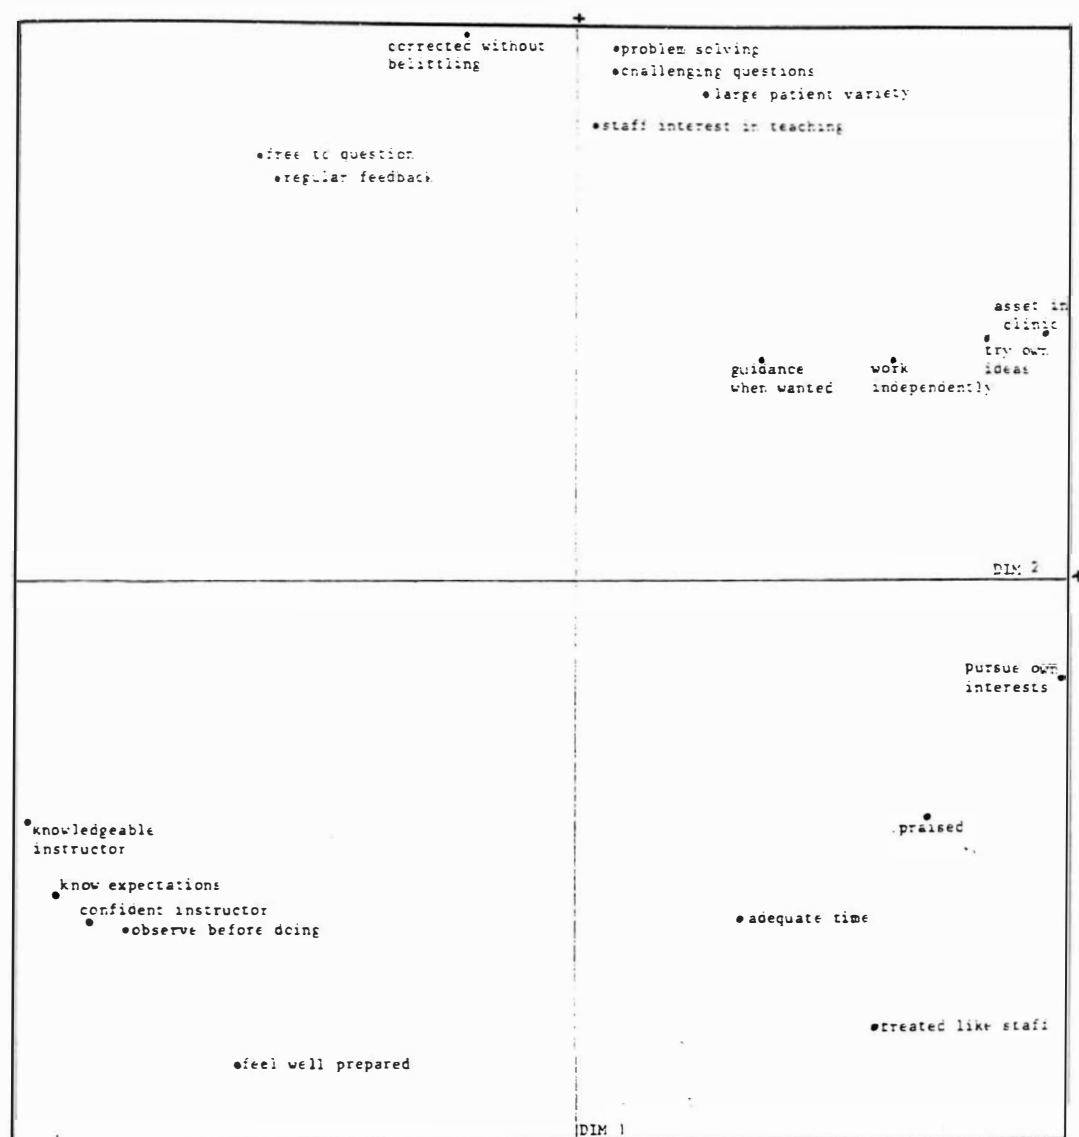 +
corrected without
belittling
problem solving
challenging questions
large patient variety
staff interest in teaching
free to question
regular feedback
asset in
clinic
try own
ideas
guidance
when wanted
work
independently
DIM 2
+
pursue own
interests
knowledgeable
instructor
praised
know expectations
confident instructor
observe before doing
adequate time
treated like staff
feel well prepared
DIM 1